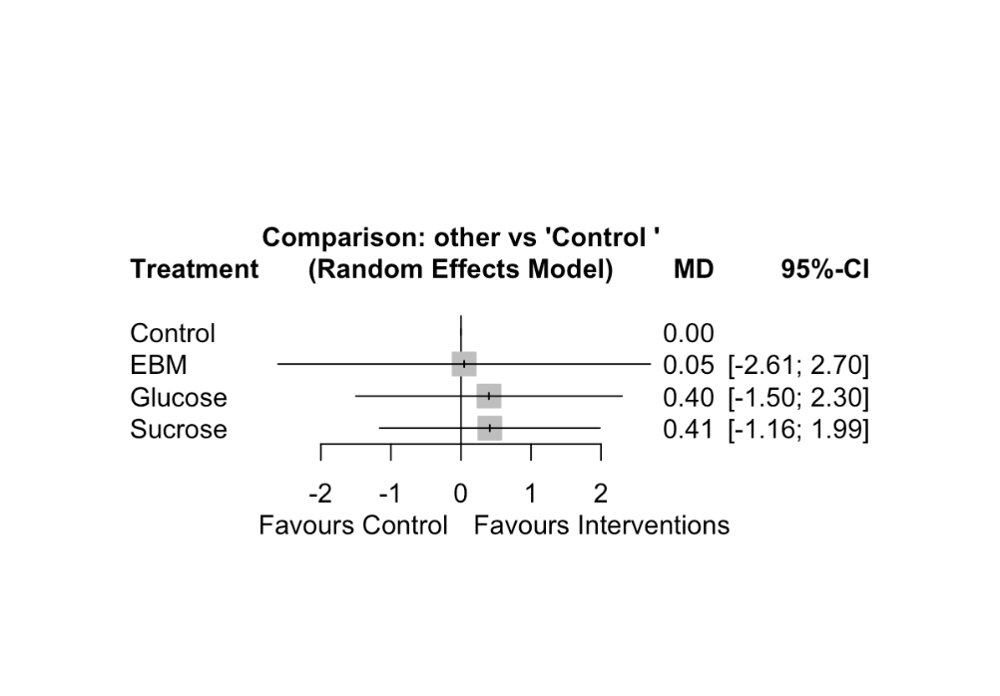 Comparison: other vs 'Control '
Treatment (Random Effects Model) MD 95%-CI
Control 0.00
EBM 0.05 [-2.61; 2.70]
Glucose 0.40 [-1.50; 2.30]
Sucrose 0.41 [-1.16; 1.99]
-2 -1 0 1 2
Favours Control Favours Interventions